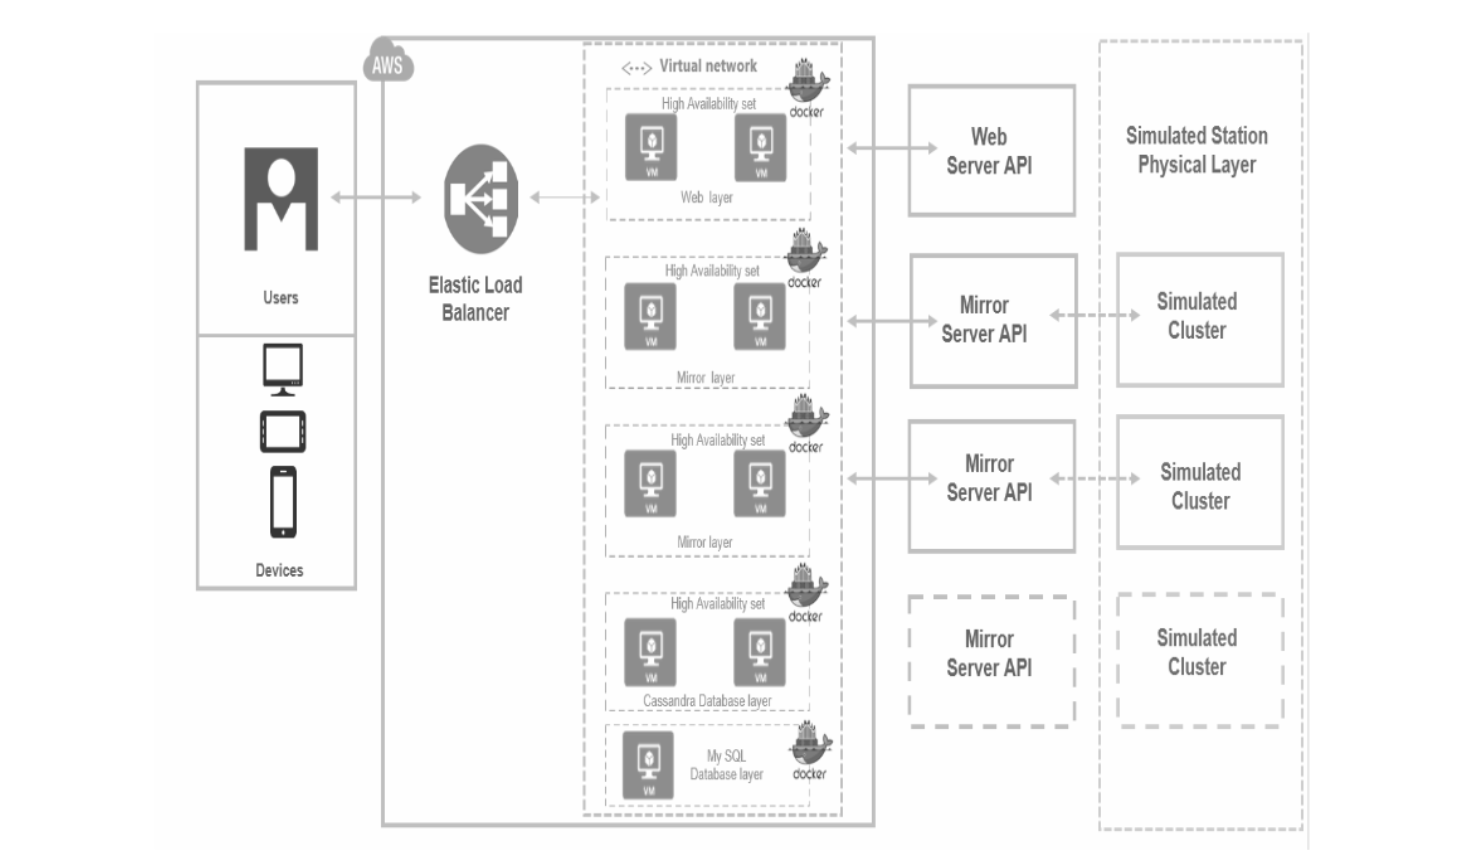 AWS
Users
Devices
Elastic Load
Balancer
Virtual network
docker
High Availability set
VM
VM
Web layer
docker
High Availability set
VM
VM
Mirror layer
docker
High Availability set
VM
VM
Mirror layer
docker
High Availability set
VM
VM
Cassandra Database layer
docker
VM
My SQL
Database layer
Web
Server API
Mirror
Server API
Mirror
Server API
Mirror
Server API
Simulated Station
Physical Layer
Simulated
Cluster
Simulated
Cluster
Simulated
Cluster